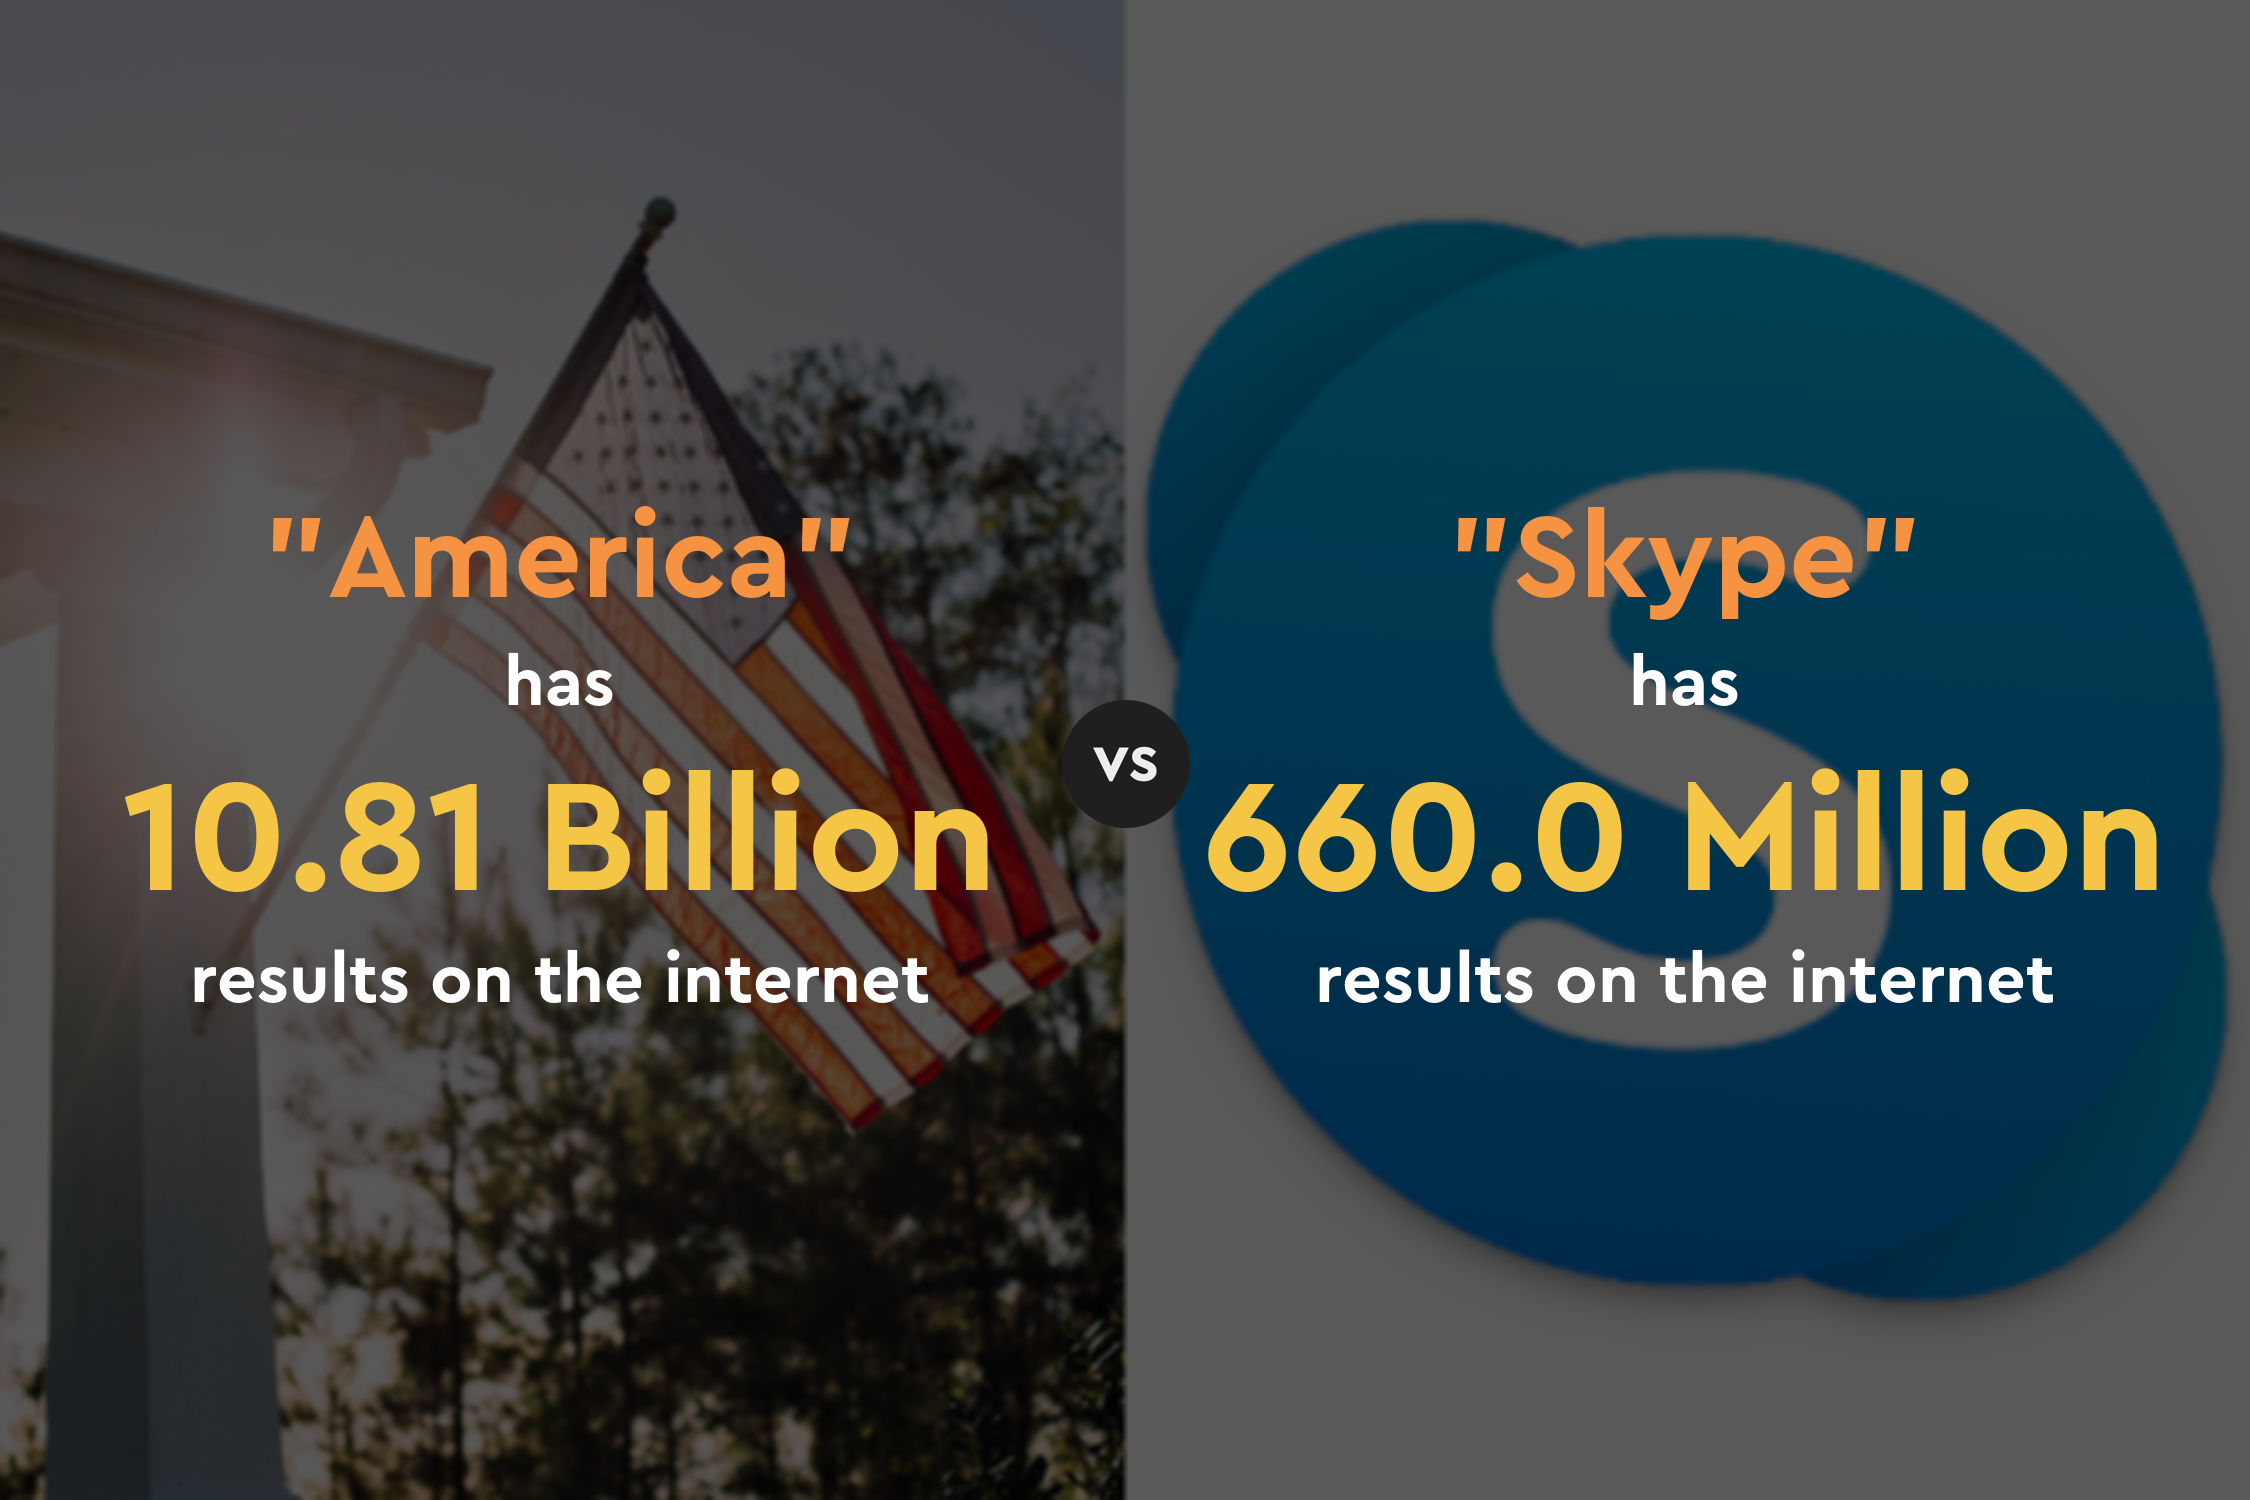 "America"
has
10.81 Billion
results on the internet
vs
"Skype"
has
660.0 Million
results on the internet